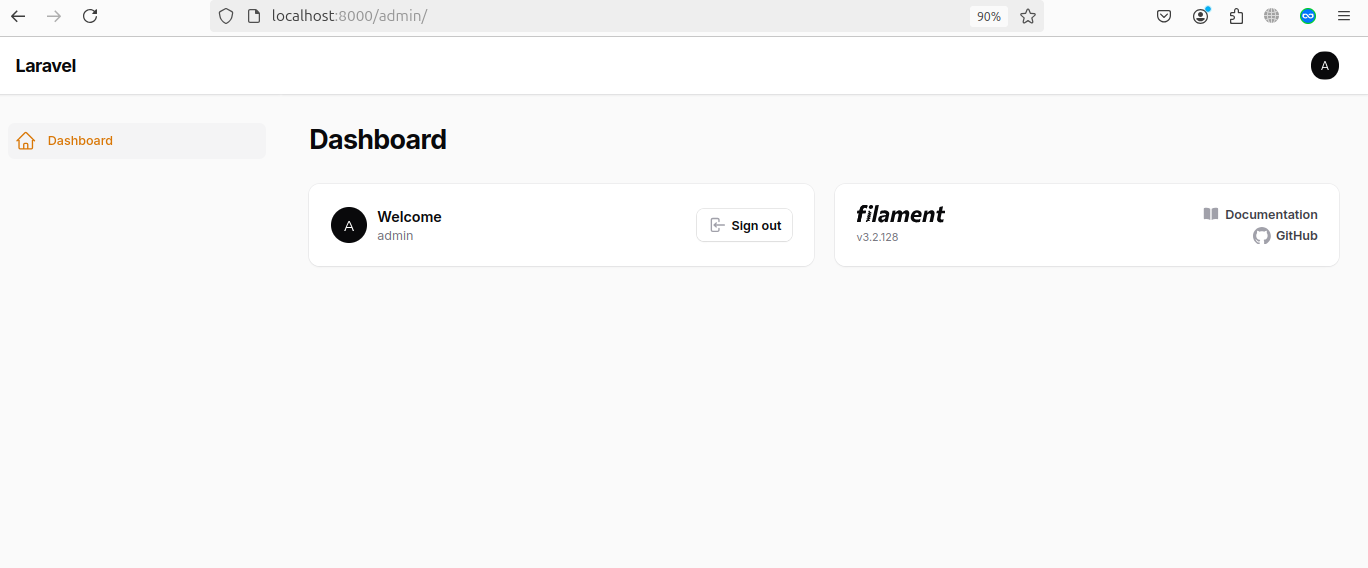 localhost:8000/admin/
90%
Laravel
A
Dashboard
Dashboard
A
Welcome
admin
Sign out
filament
v3.2.128
Documentation
GitHub